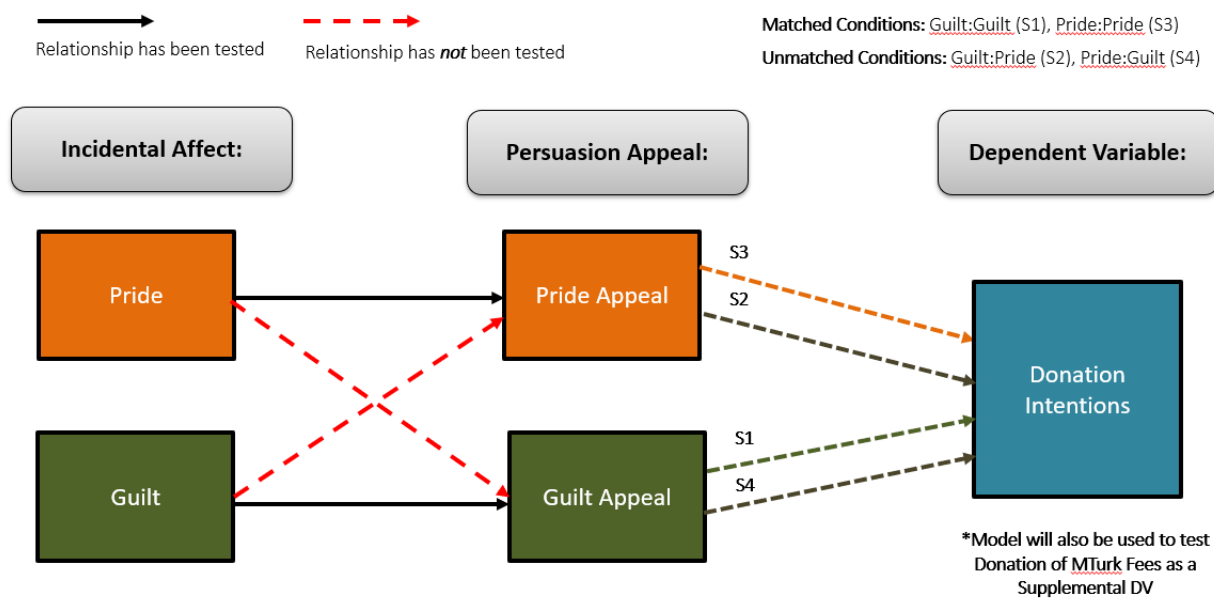 Relationship has been tested
Relationship has not been tested
Matched Conditions: Guilt:Guilt (S1), Pride:Pride (S3)
Unmatched Conditions: Guilt:Pride (S2), Pride:Guilt (S4)
Incidental Affect:
Persuasion Appeal:
Dependent Variable:
Pride
Pride Appeal
S3
S2
Donation
Intentions
Guilt
Guilt Appeal
S1
S4
*Model will also be used to test
Donation of MTurk Fees as a
Supplemental DV